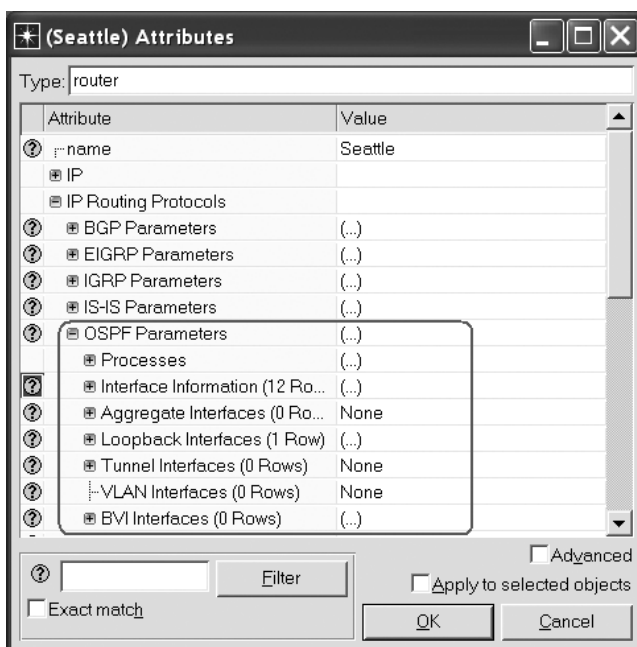 (Seattle) Attributes
Type: router
Attribute Value
name Seattle
IP
IP Routing Protocols
BGP Parameters (...)
EIGRP Parameters (...)
IGRP Parameters (...)
IS-IS Parameters (...)
OSPF Parameters (...)
Processes (...)
Interface Information (12 Ro... (...)
Aggregate Interfaces (0 Ro... None
Loopback Interfaces (1 Row) (...)
Tunnel Interfaces (0 Rows) None
VLAN Interfaces (0 Rows) None
BVI Interfaces (0 Rows) (...)
Advanced
Filter
Apply to selected objects
Exact match
OK Cancel